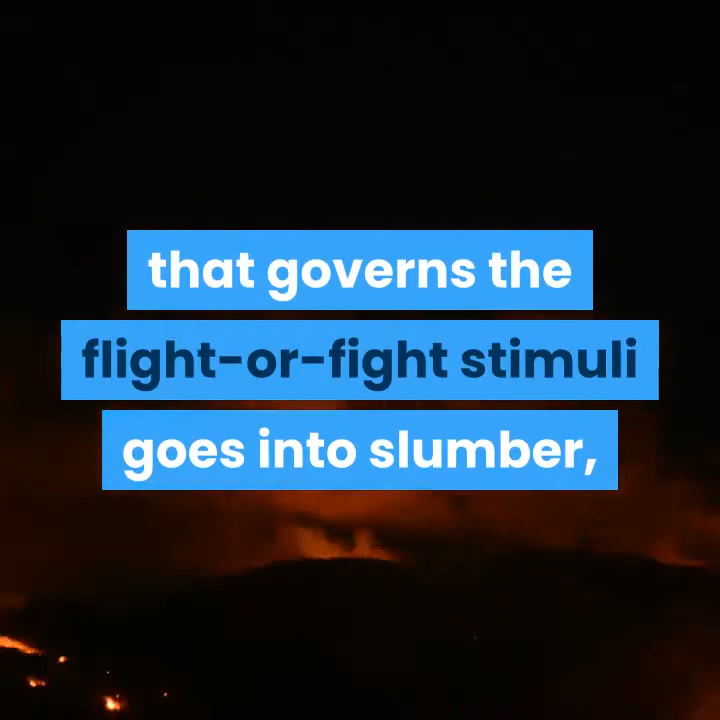 that governs the
flight-or-fight stimuli
goes into slumber,